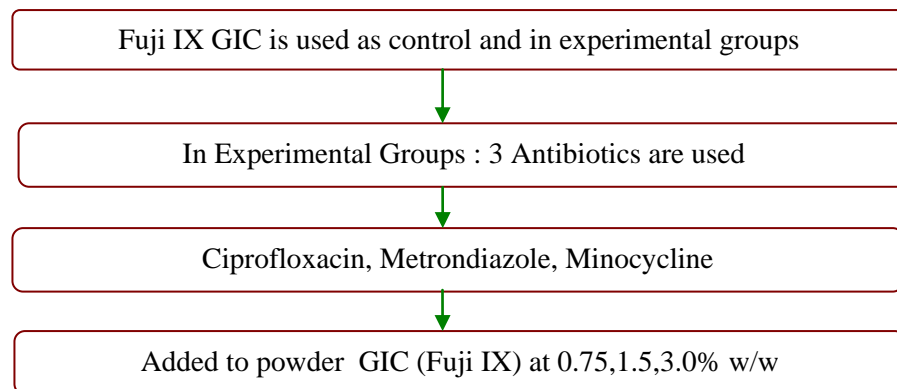 Fuji IX GIC is used as control and in experimental groups
In Experimental Groups : 3 Antibiotics are used
Ciprofloxacin, Metrondiazole, Minocycline
Added to powder GIC (Fuji IX) at 0.75,1.5,3.0% w/w